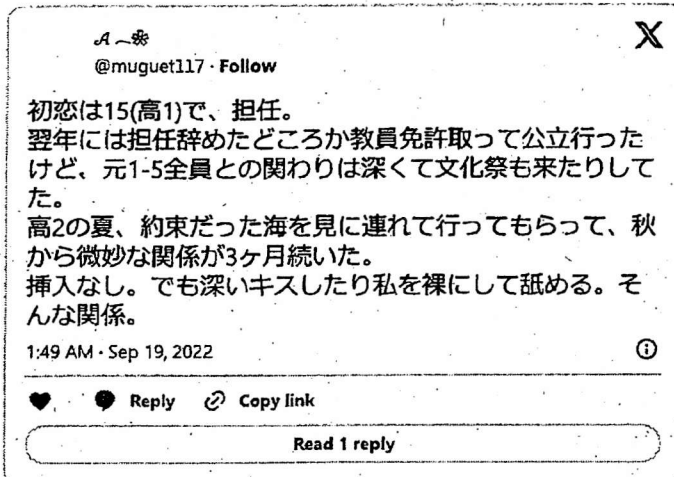 A～❀
@muguet117 · Follow
初恋は15(高1)で、担任。
翌年には担任辞めたどころか教員免許取って公立行った
けど、元1-5全員との関わりは深くて文化祭も来たりして
た。
高2の夏、約束だった海を見に連れて行ってもらって、秋
から微妙な関係が3ヶ月続いた。
挿入なし。でも深いキスしたり私を裸にして舐める。そ
んな関係。
1:49 AM · Sep 19, 2022
Reply Copy link
Read 1 reply